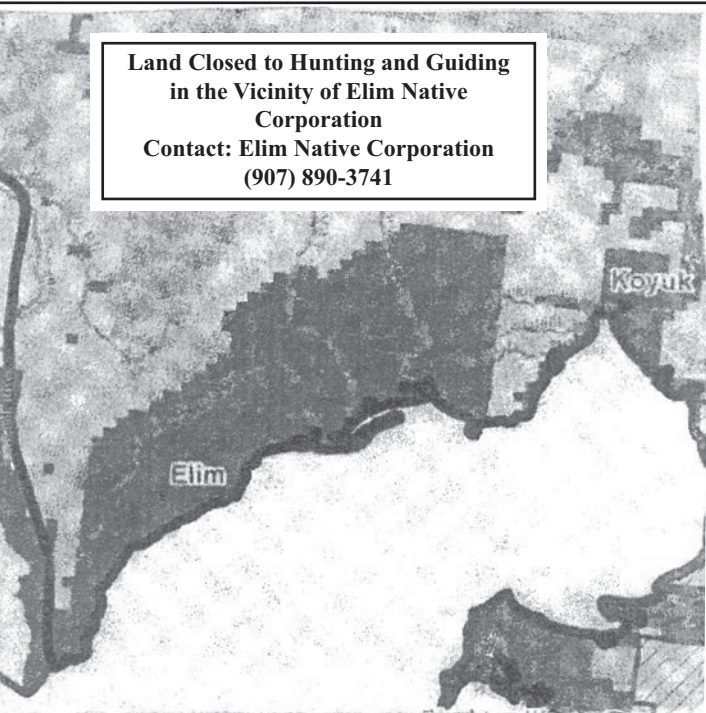 Land Closed to Hunting and Guiding
in the Vicinity of Elim Native
Corporation
Contact: Elim Native Corporation
(907) 890-3741
Koyuk
Elim